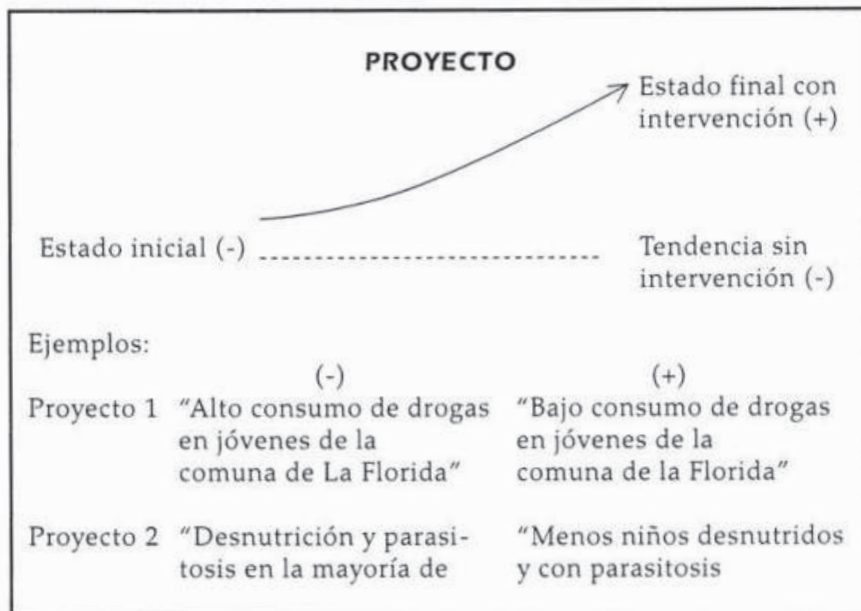 PROYECTO
Estado final con
intervención (+)
Estado inicial (-)
Tendencia sin
intervención (-)
Ejemplos:
(-) (+)
Proyecto 1 “Alto consumo de drogas “Bajo consumo de drogas
en jóvenes de la en jóvenes de la
comuna de La Florida” comuna de la Florida”
Proyecto 2 “Desnutrición y parasi- “Menos niños desnutridos
tosis en la mayoría de y con parasitosis